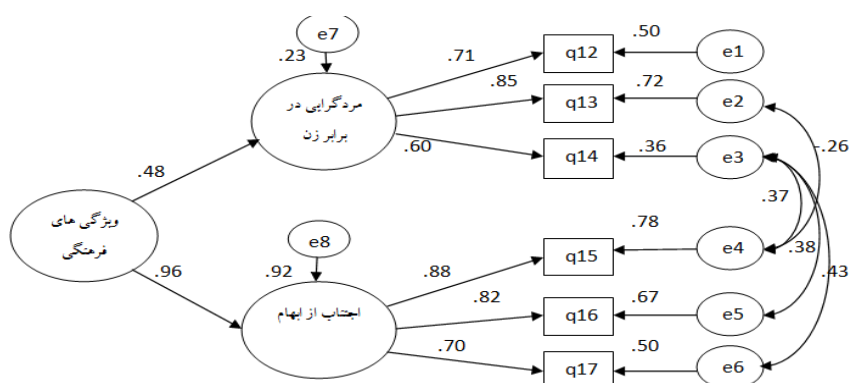 e7
.23
مردگرایی در
برابر زن
.71
.85
.60
q12
q13
q14
.50
.72
.36
e1
e2
e3
-.26
.37
.38
.43
.48
ویژگی های
فرهنگی
.96
e8
.92
اجتناب از ابهام
.88
.82
.70
q15
q16
q17
.78
.67
.50
e4
e5
e6